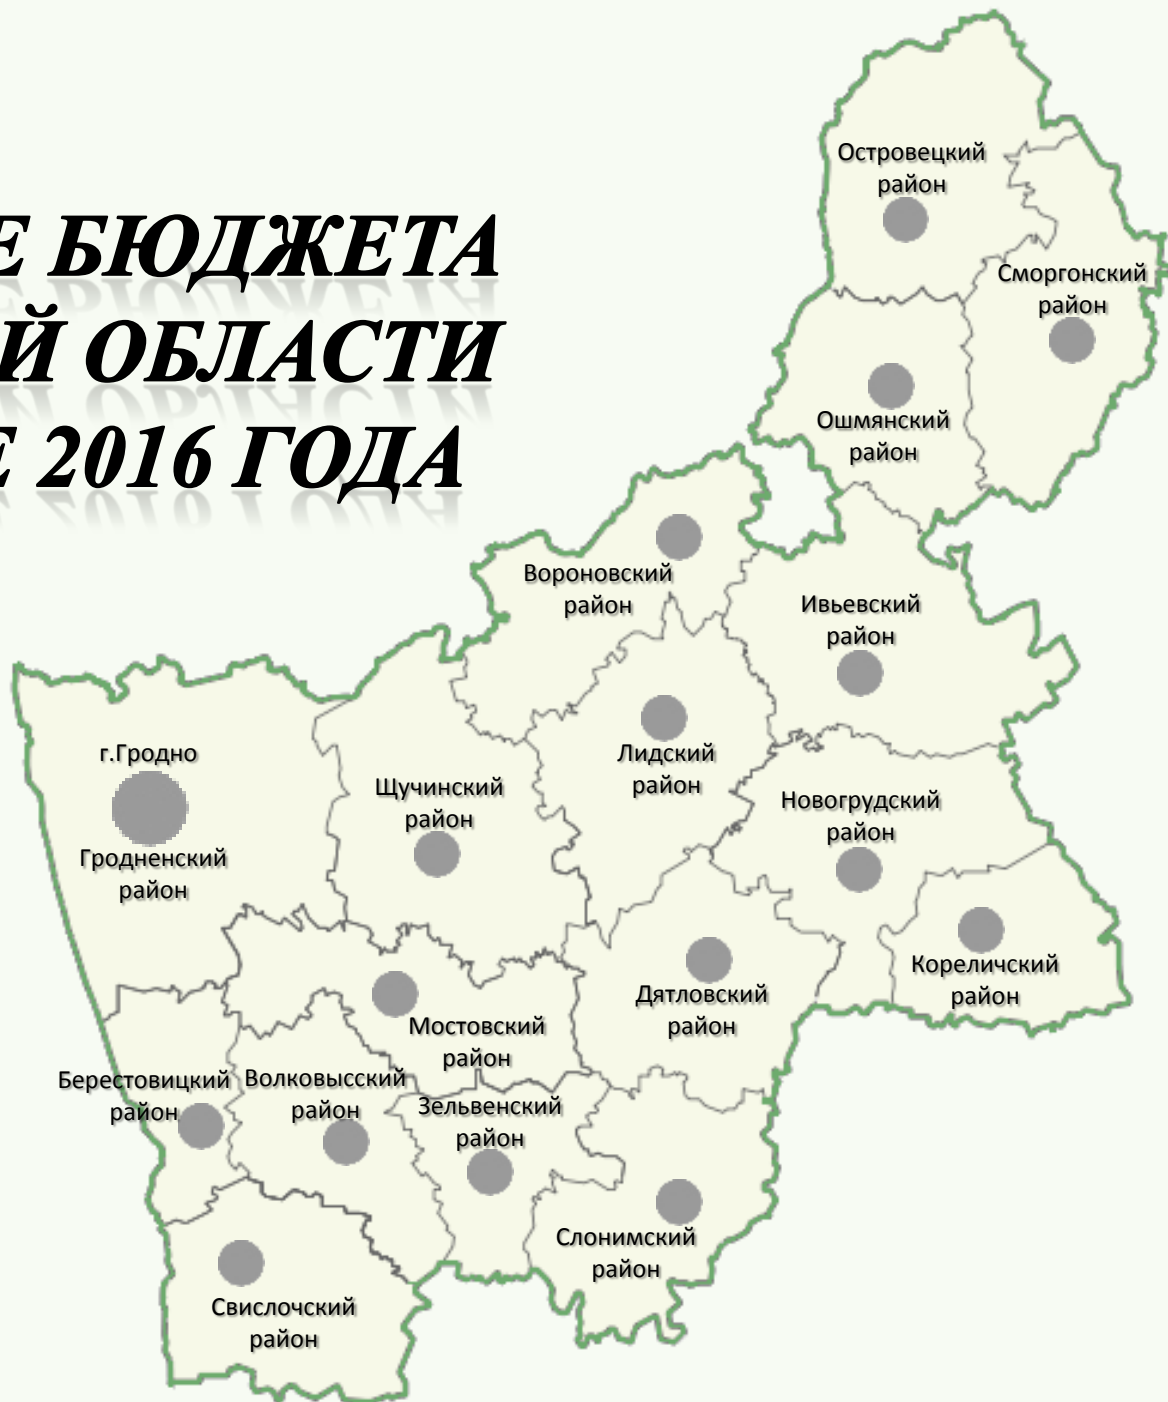 Е БЮДЖЕТА
Й ОБЛАСТИ
Е 2016 ГОДА
Островецкий
район
Сморгонский
район
Ошмянский
район
Вороновский
район
Ивьевский
район
г.Гродно
Гродненский
район
Щучинский
район
Лидский
район
Новогрудский
район
Кореличский
район
Дятловский
район
Мостовский
район
Берестовицкий
район
Волковысский
район
Зельвенский
район
Слонимский
район
Свислочский
район